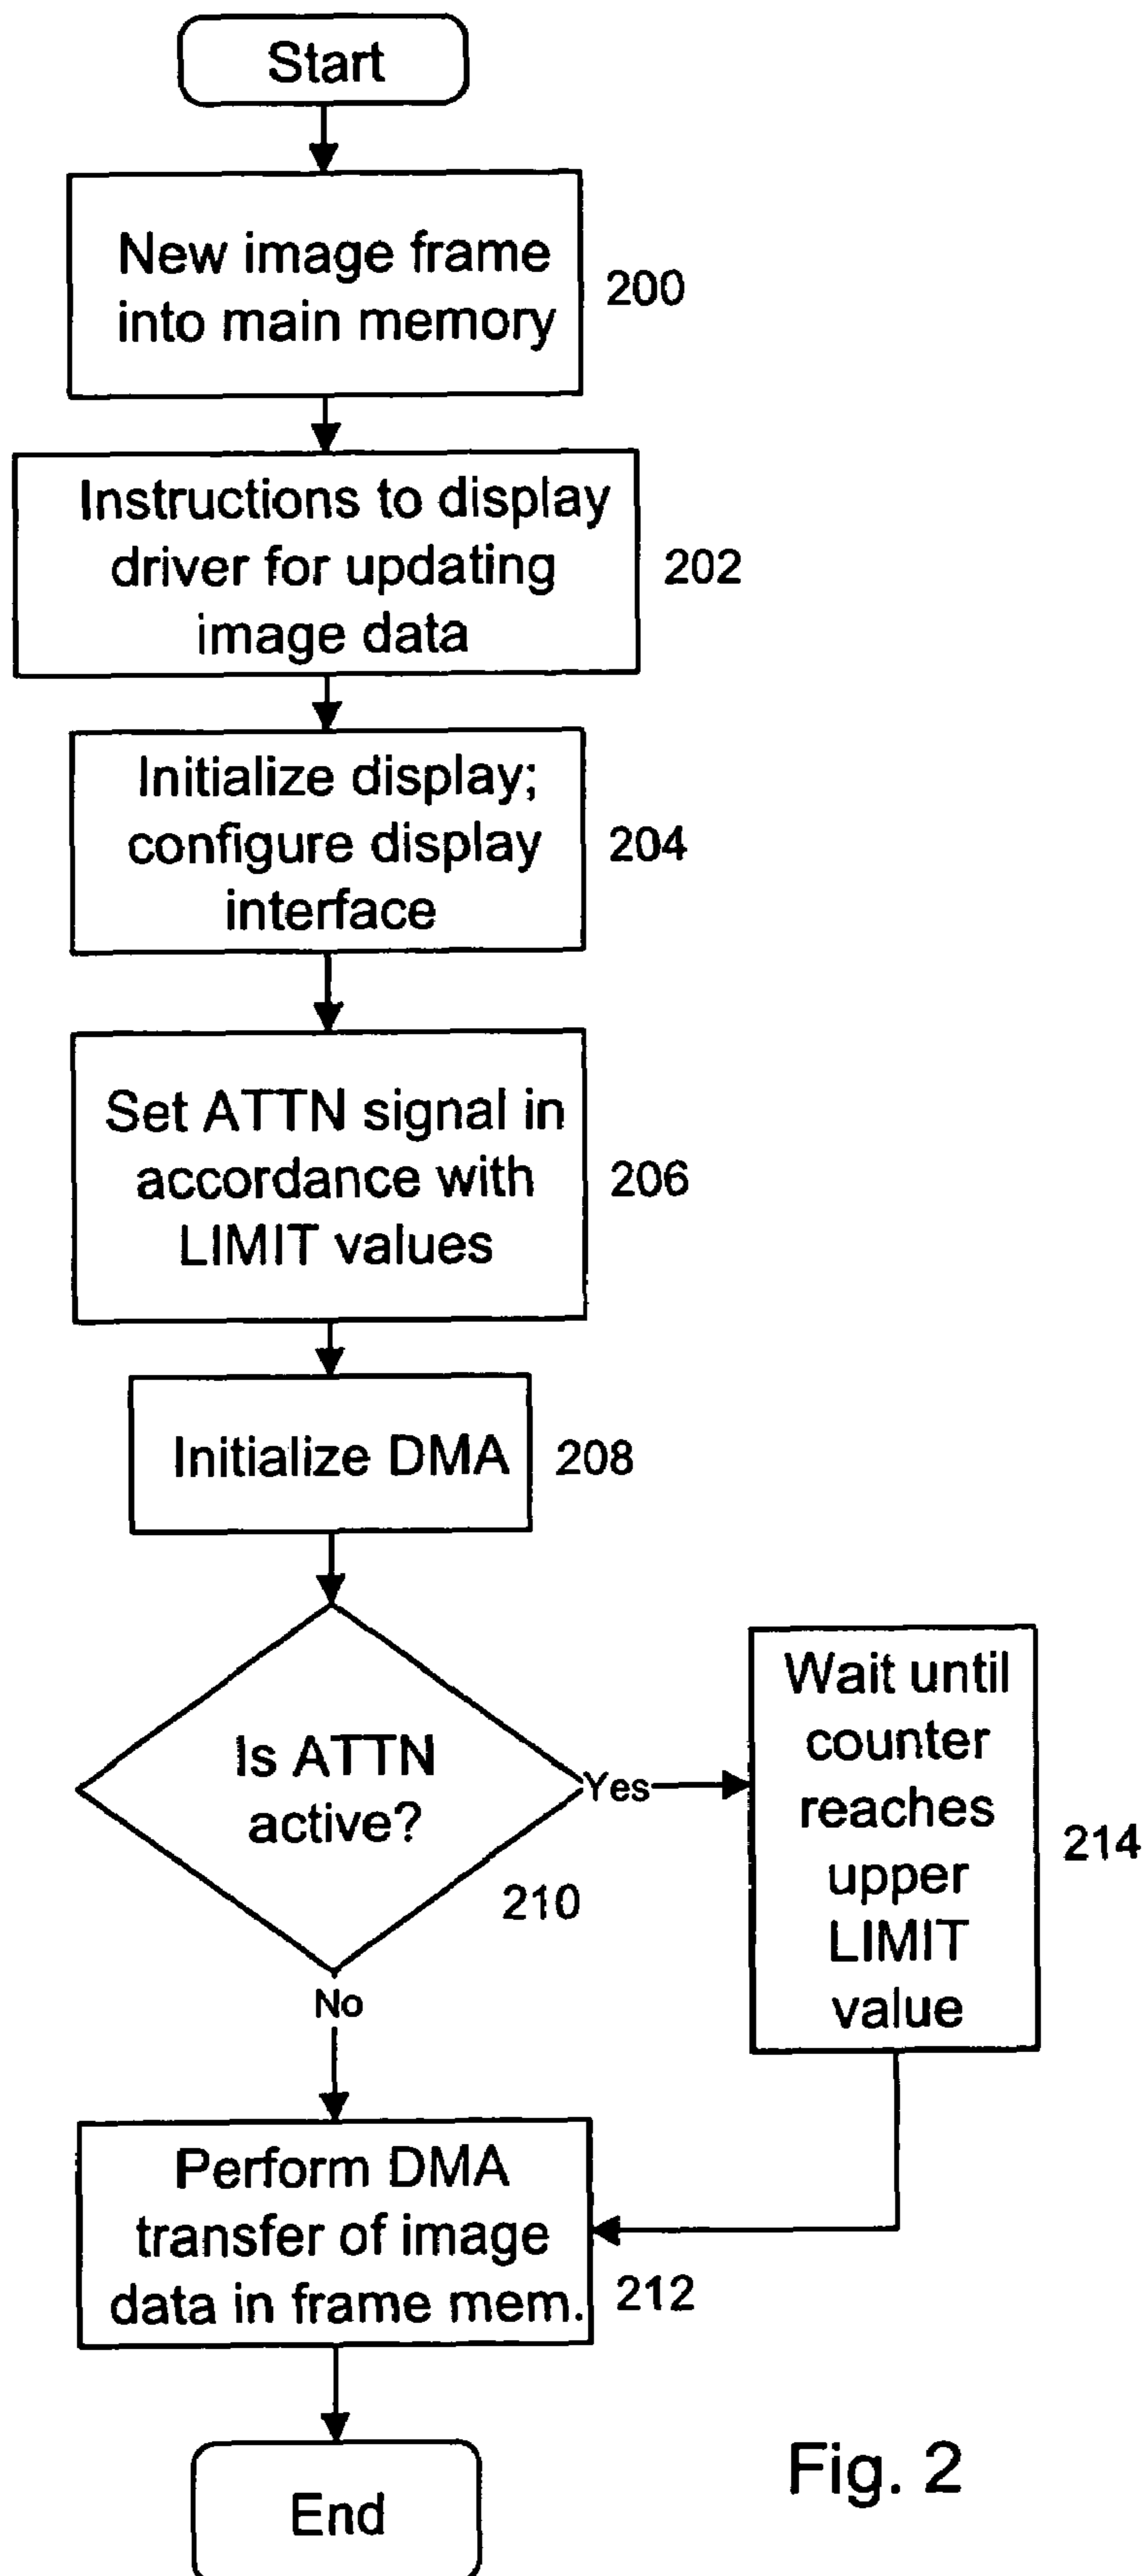 Start
New image frame
into main memory
200
Instructions to display
driver for updating
image data
202
Initialize display;
configure display
interface
204
Set ATTN signal in
accordance with
LIMIT values
206
Initialize DMA
208
Is ATTN
active?
210
Yes
Wait until
counter
reaches
upper
LIMIT
value
214
No
Perform DMA
transfer of image
data in frame mem.
212
End
Fig. 2